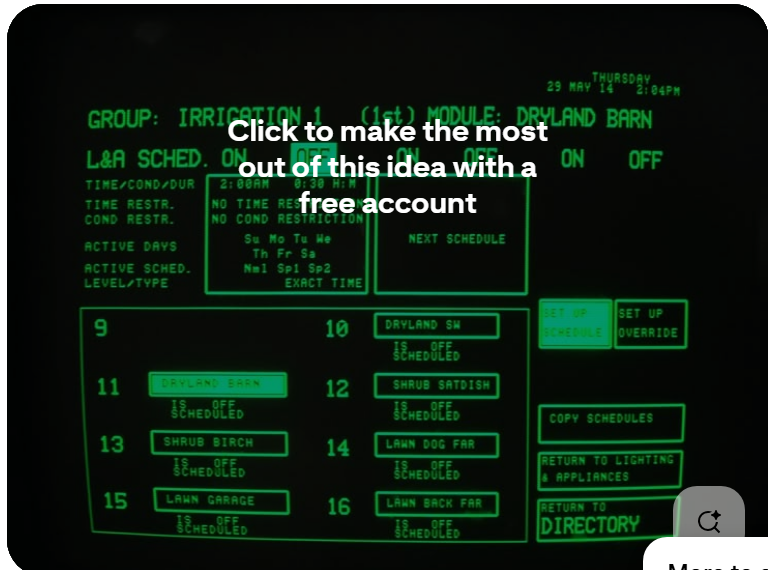 THURSDAY
29 MAY 14 2:04PM
GROUP: IRRIGATION 1 (1st) MODULE: DRYLAND BARN
Click to make the most
out of this idea with a
free account
L&A SCHED. ON OFF ON OFF ON OFF
TIME/COND/DUR 2:00AM 0:30 H:M
TIME RESTR. NO TIME RESTRICTION
COND RESTR. NO COND RESTRICTION
ACTIVE DAYS Su Mo Tu We NEXT SCHEDULE
Th Fr Sa
ACTIVE SCHED. Nml Sp1 Sp2
LEVEL/TYPE EXACT TIME
SET UP
SCHEDULE
SET UP
OVERRIDE
9
10 DRYLAND SW
IS OFF
SCHEDULED
11 DRYLAND BARN
IS OFF
SCHEDULED
12 SHRUB SATDISH
IS OFF
SCHEDULED
13 SHRUB BIRCH
IS OFF
SCHEDULED
14 LAWN DOG FAR
IS OFF
SCHEDULED
15 LAWN GARAGE
IS OFF
SCHEDULED
16 LAWN BACK FAR
IS OFF
SCHEDULED
COPY SCHEDULES
RETURN TO LIGHTING
& APPLIANCES
RETURN TO
DIRECTORY